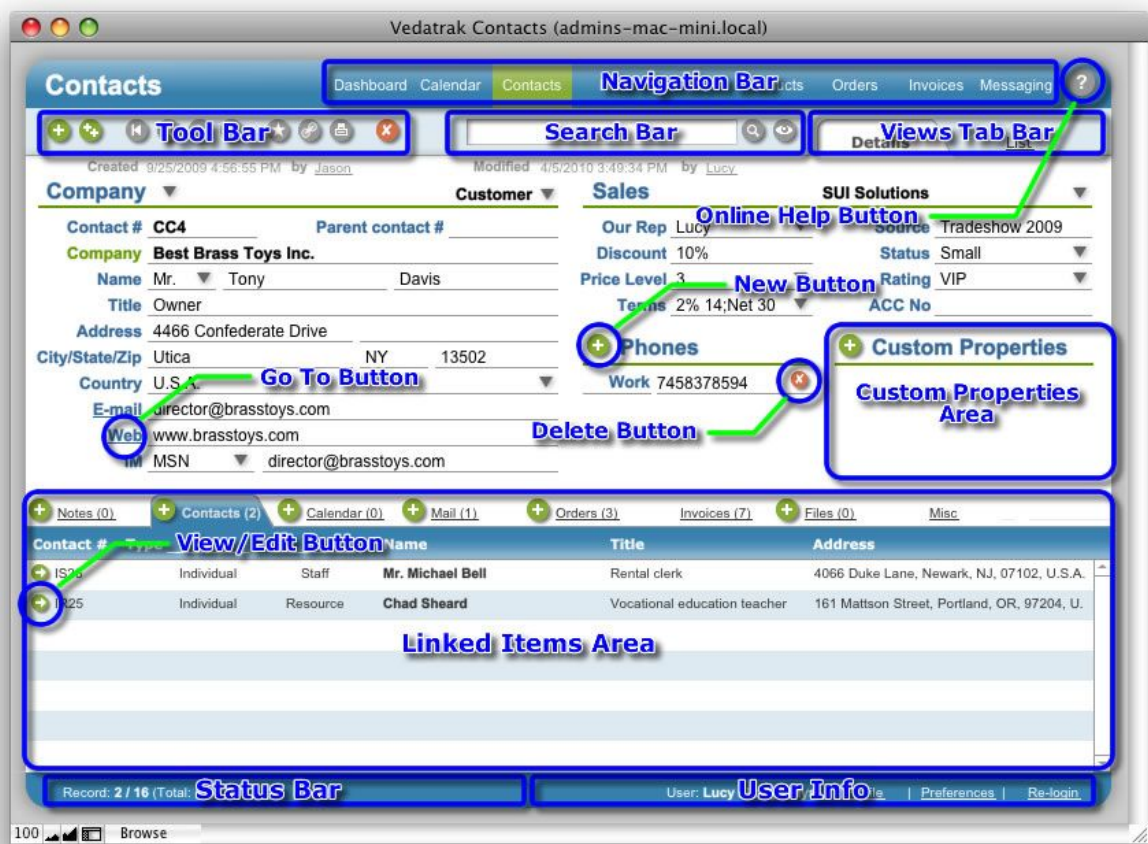 Vedatrak Contacts (admins-mac-mini.local)
Contacts Dashboard Calendar Contacts Navigation Bar Orders Invoices Messaging ?
Tool Bar Search Bar Details List Views Tab Bar
Created 9/25/2009 4:56:55 PM by Jason Modified 4/5/2010 3:49:34 PM by Lucy
Company Customer Sales SUI Solutions
Online Help Button
Contact # CC4 Parent contact # Our Rep Lucy Source Tradeshow 2009
Company Best Brass Toys Inc. Discount 10% Status Small
Name Mr. Tony Davis Price Level 3 New Button Rating VIP
Title Owner Terms 2% 14;Net 30 ACC No
Address 4466 Confederate Drive
City/State/Zip Utica NY 13502 Phones Custom Properties
Country U.S.A. Go To Button Work 7458378594 Custom Properties
Area
E-mail director@brasstoys.com
Web www.brasstoys.com Delete Button
IM MSN director@brasstoys.com
Notes (0) Contacts (2) Calendar (0) Mail (1) Orders (3) Invoices (7) Files (0) Misc
Contact # Type View/Edit Button Name Title Address
Individual Staff Mr. Michael Bell Rental clerk 4066 Duke Lane, Newark, NJ, 07102, U.S.A.
Individual Resource Chad Sheard Vocational education teacher 161 Mattson Street, Portland, OR, 97204, U.
Linked Items Area
Record: 2 / 16 (Total: Status Bar User: Lucy User Info | Preferences | Re-login
100 Browse